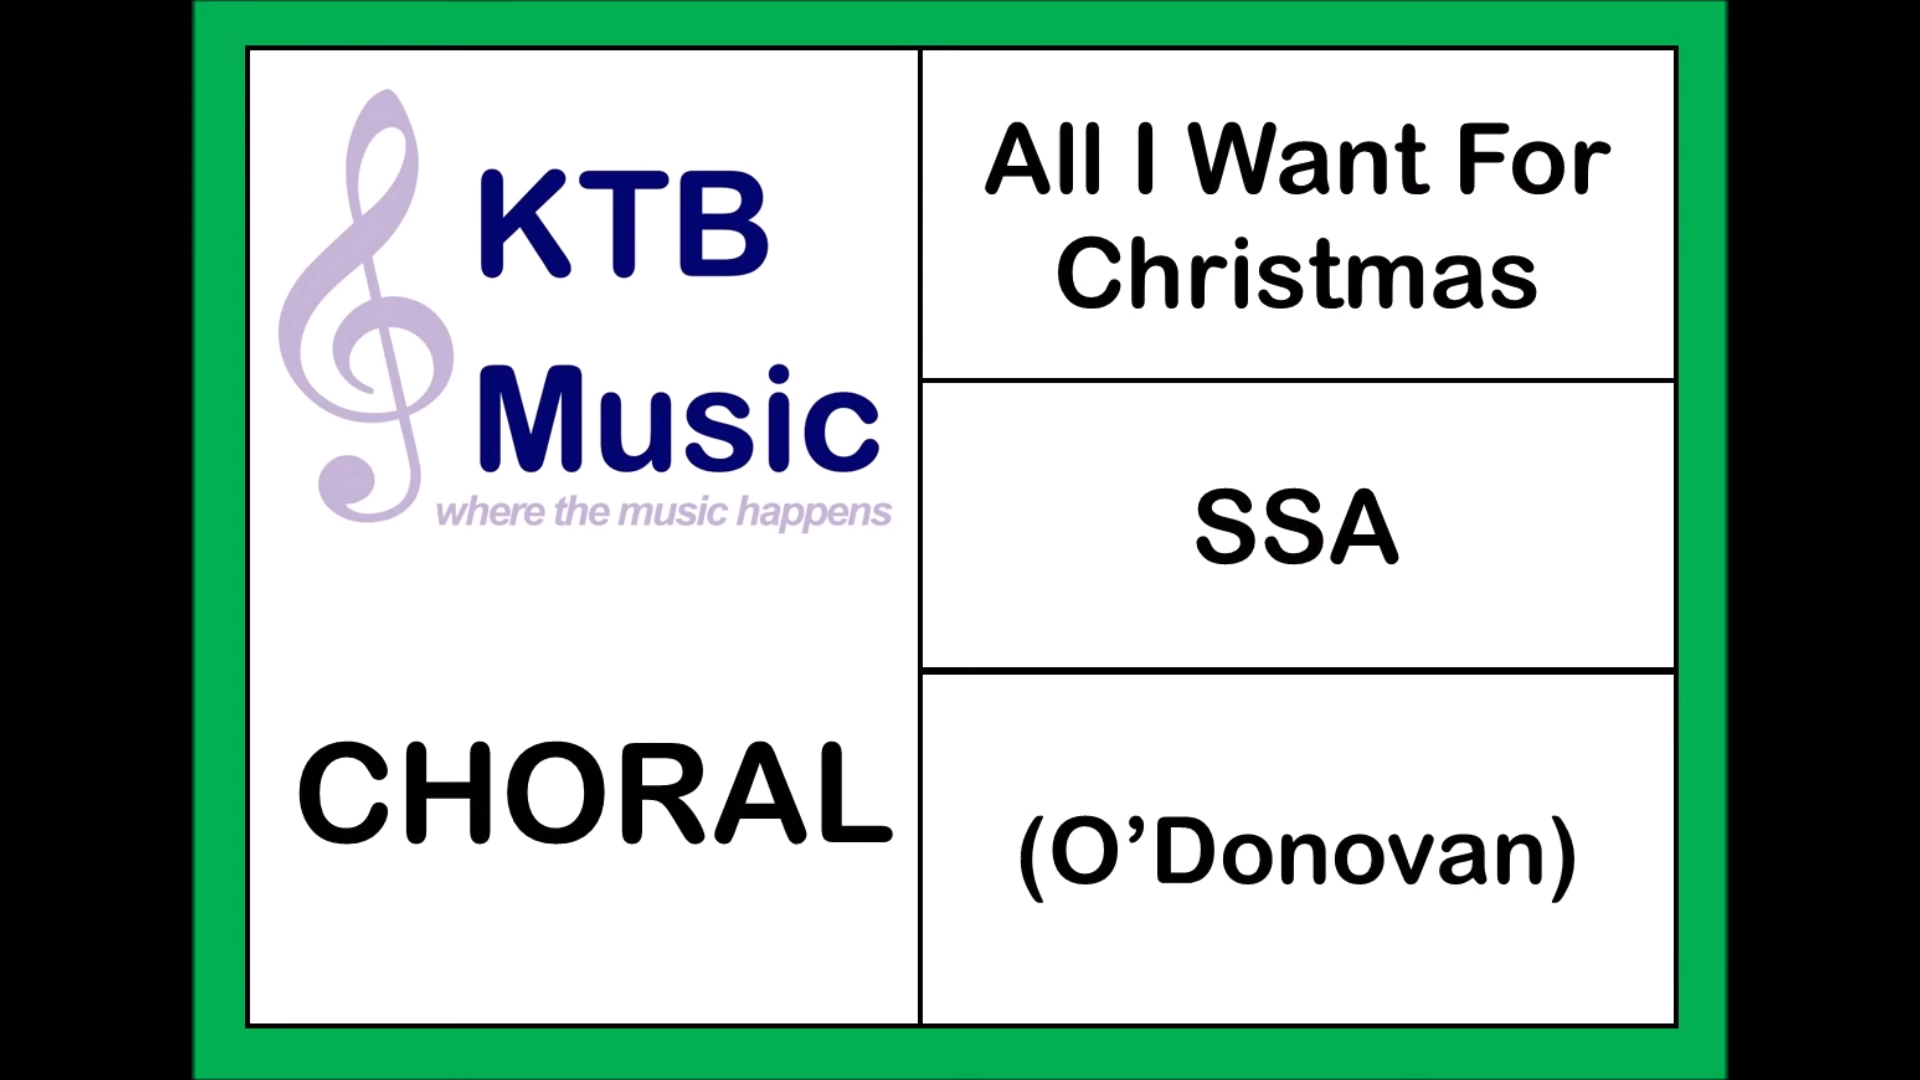 KTB
Music
where the music happens
CHORAL
All I Want For
Christmas
SSA
(O’Donovan)